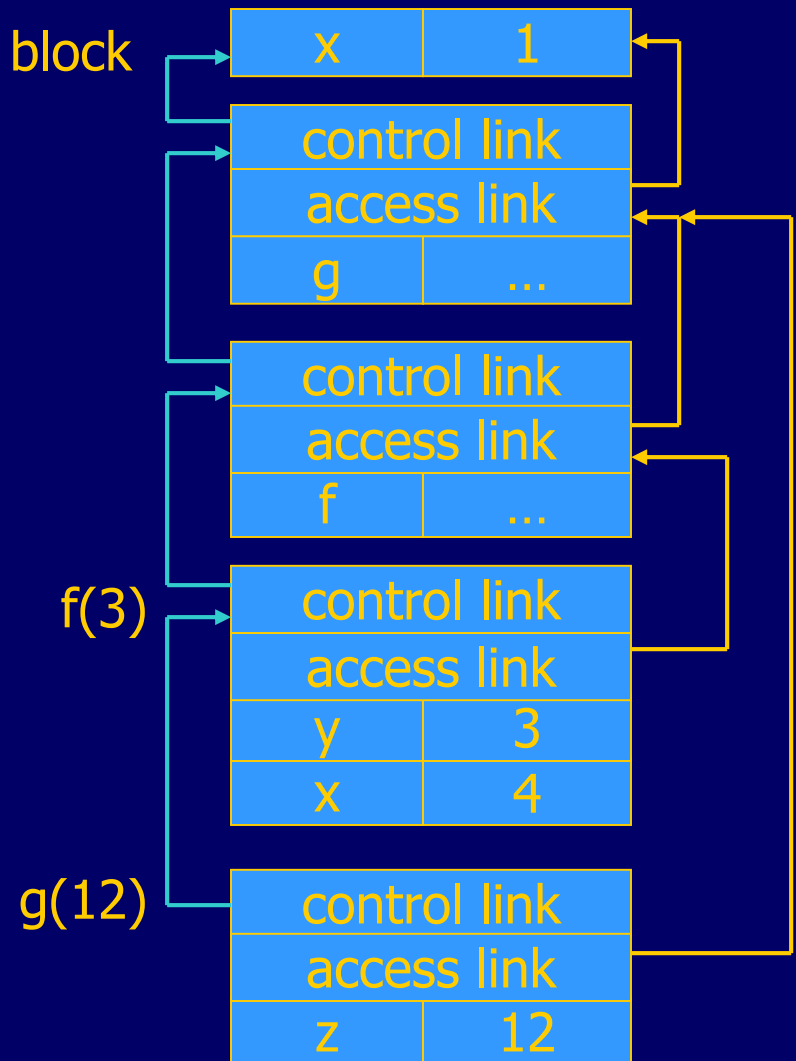 block x 1
control link
access link
g ...
control link
access link
f ...
f(3) control link
access link
y 3
x 4
g(12) control link
access link
z 12